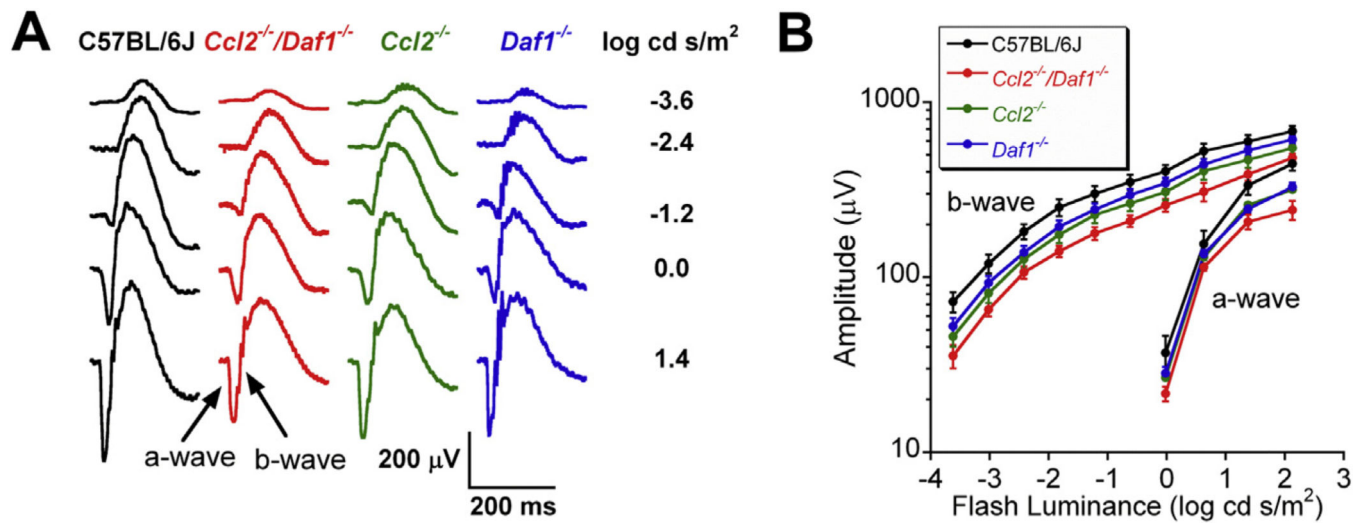 A
C57BL/6J Ccl2-/-/Daf1-/- Ccl2-/- Daf1-/- log cd s/m2
-3.6
-2.4
-1.2
0.0
1.4
a-wave b-wave
200 μV
200 ms
B
C57BL/6J
Ccl2-/-/Daf1-/-
Ccl2-/-
Daf1-/-
1000
100
10
Amplitude (μV)
b-wave
a-wave
-4 -3 -2 -1 0 1 2 3
Flash Luminance (log cd s/m2)